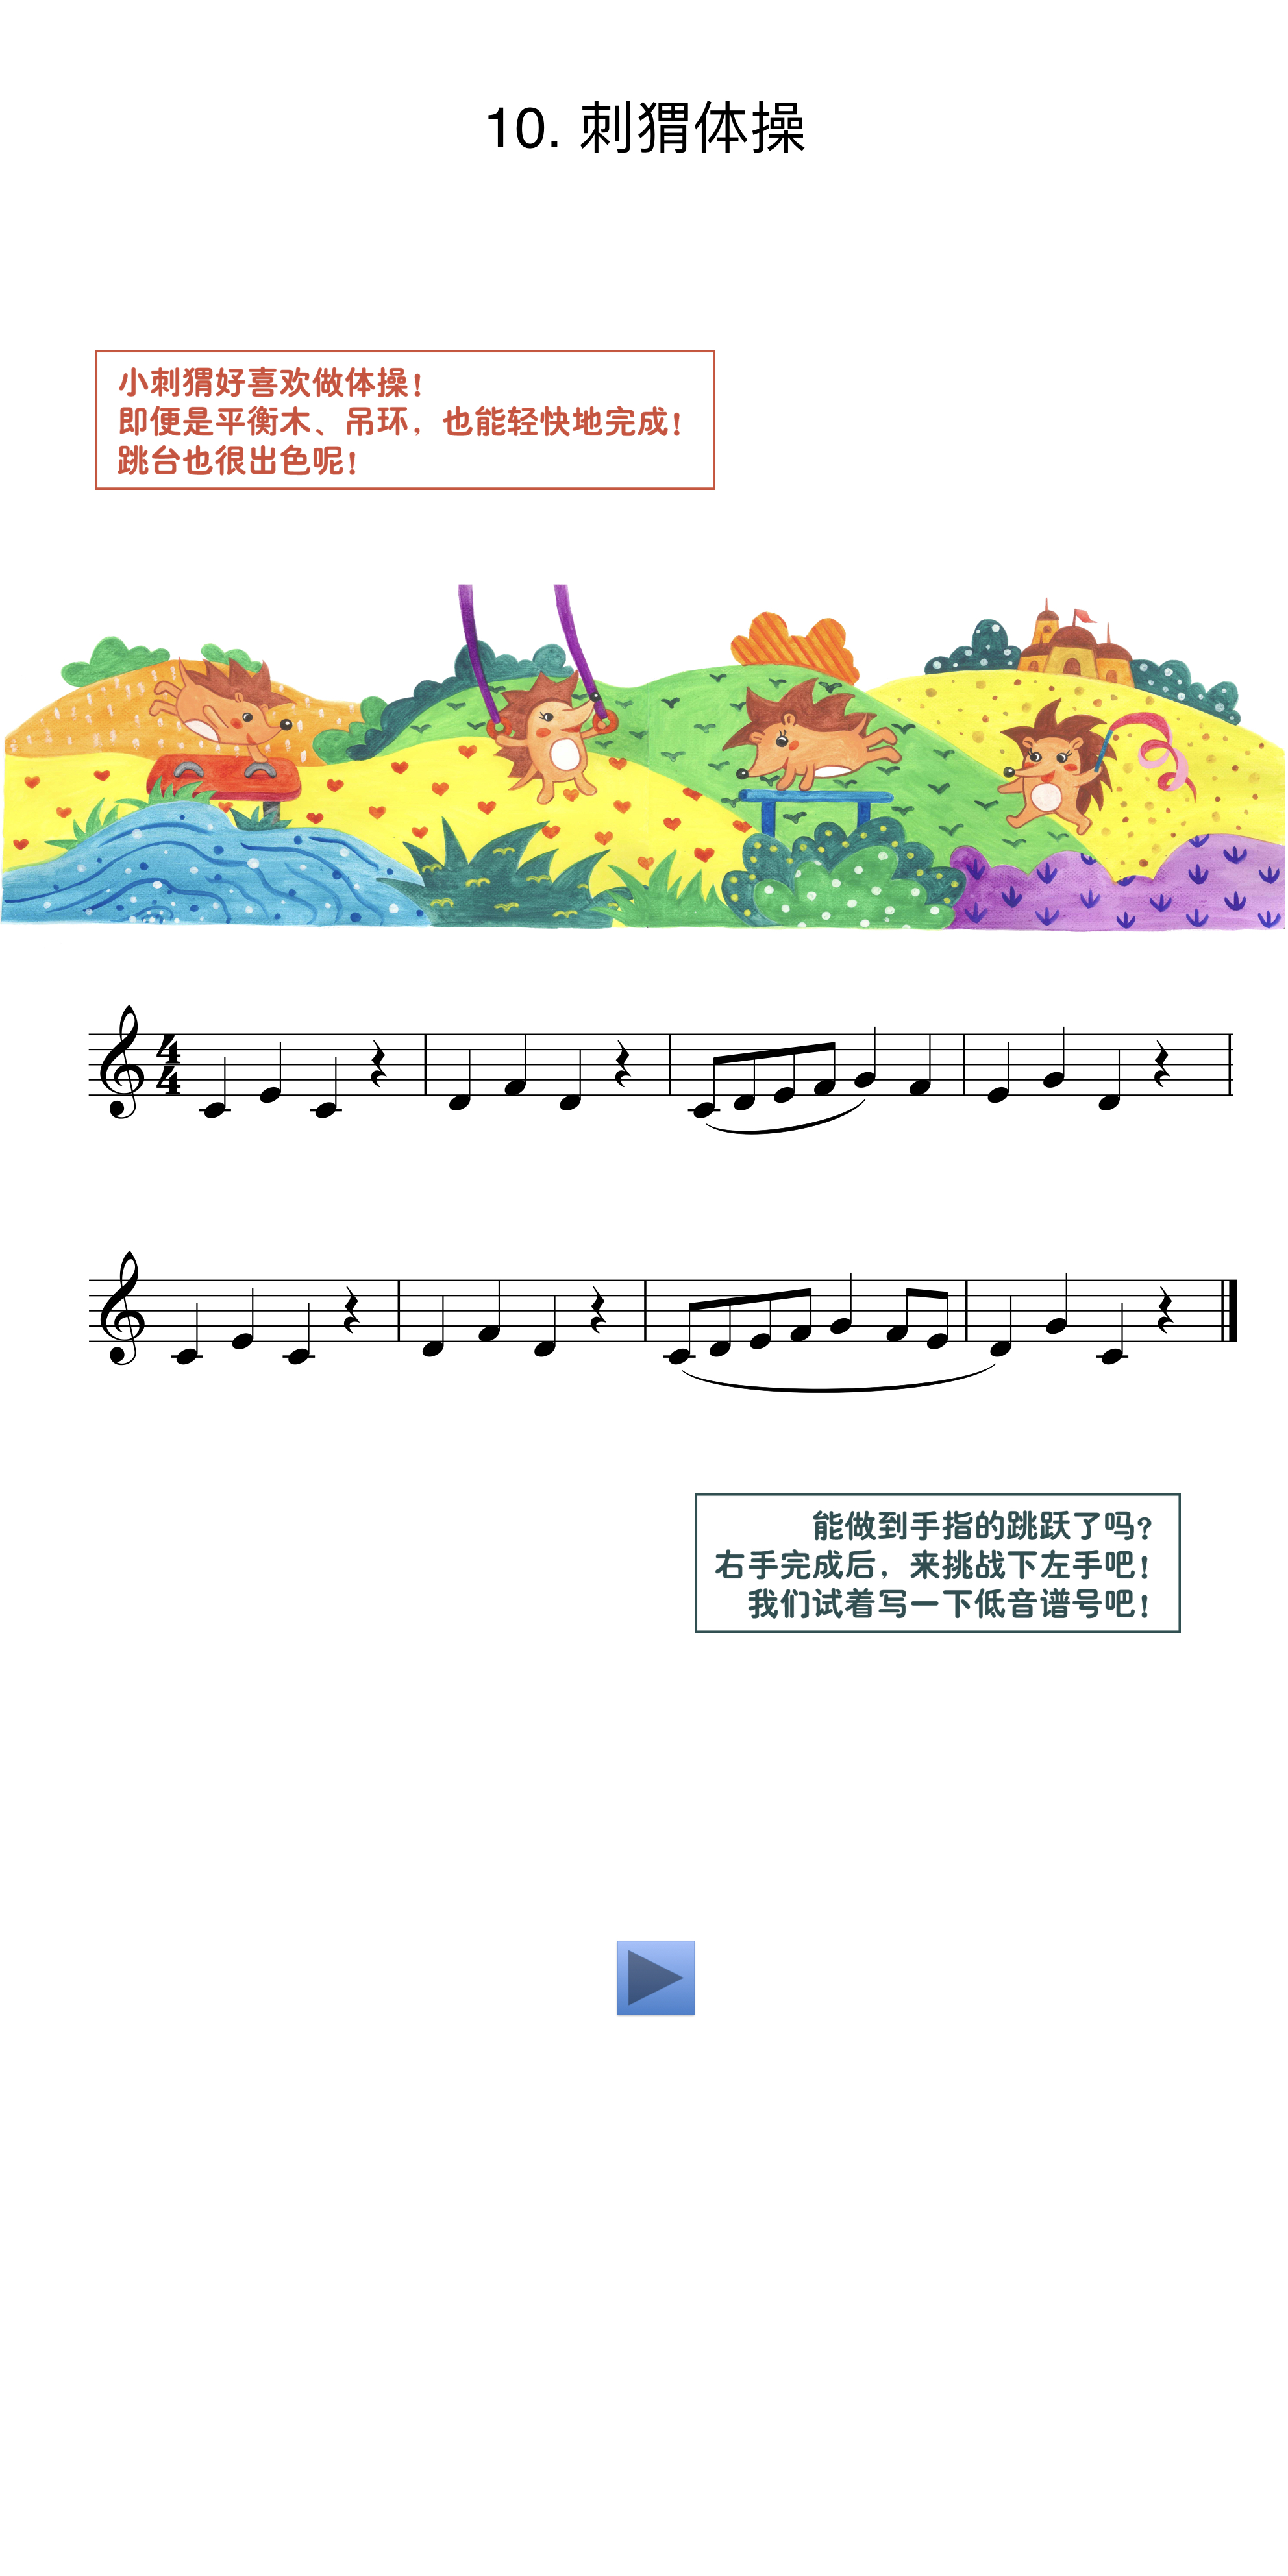 10. 刺猬体操
小刺猬好喜欢做体操！
即便是平衡木、吊环，也能轻快地完成！
跳台也很出色呢！
4
4
能做到手指的跳跃了吗？
右手完成后，来挑战下左手吧！
我们试着写一下低音谱号吧！